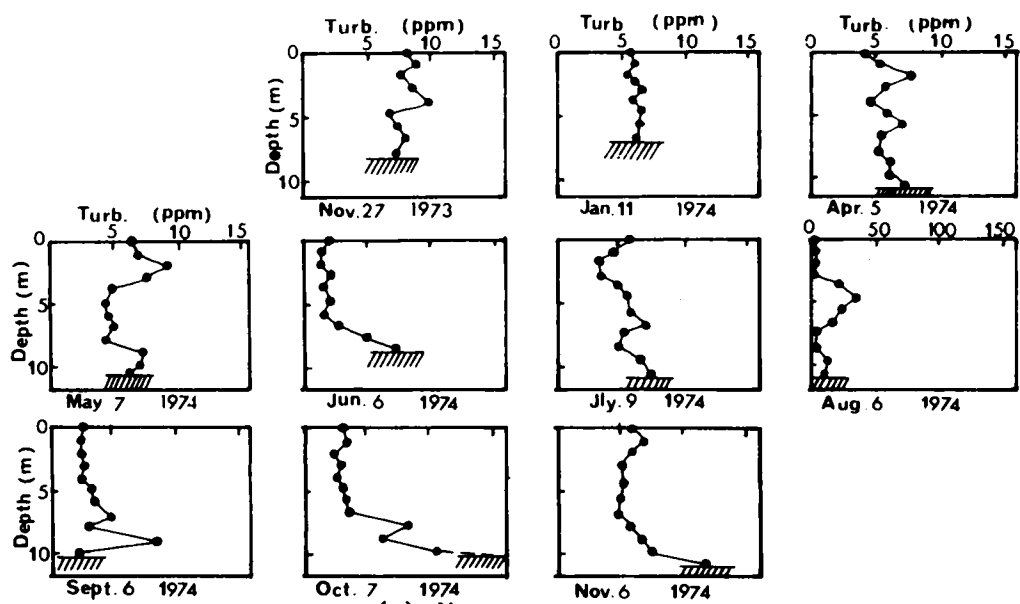 Turb. (ppm) Turb. (ppm) Turb.
5 10 15 0 5 10 15 0 5 10 15
0
5
10
Depth (m)
Nov. 27 1973 Jan. 11 1974 Apr. 5 1974
Turb. (ppm)
5 10 15 0 50 100 150
0
5
10
Depth (m)
May 7 1974 Jun. 6 1974 Jly. 9 1974 Aug. 6 1974
0
5
10
Depth (m)
Sept. 6 1974 Oct. 7 1974 Nov. 6 1974